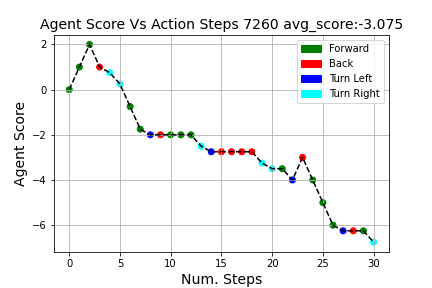 Agent Score Vs Action Steps 7260 avg_score:-3.075
Forward
Back
Turn Left
Turn Right
Agent Score
2
0
−2
−4
−6
0 5 10 15 20 25 30
Num. Steps